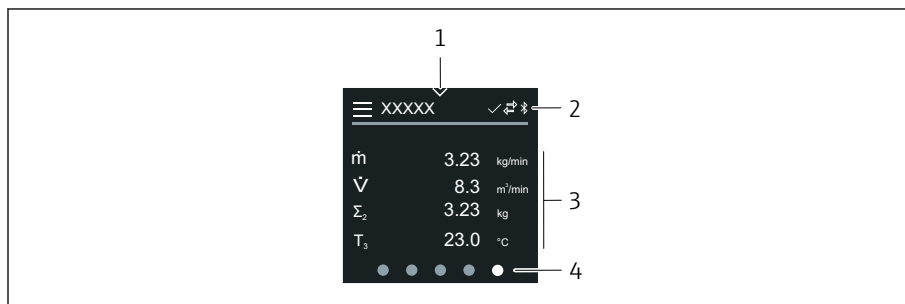 1
XXXXX 2
ṁ 3.23 kg/min
V̇ 8.3 m³/min
3
Σ₂ 3.23 kg
T₃ 23.0 °C
4